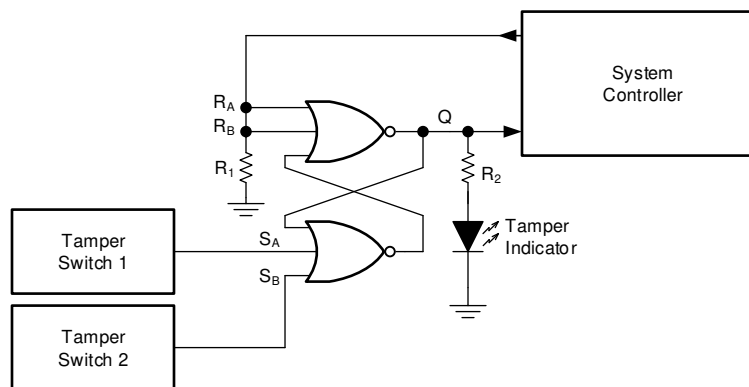 System
Controller
R_A
R_B
Q
R_1
R_2
Tamper
Indicator
Tamper
Switch 1
S_A
S_B
Tamper
Switch 2